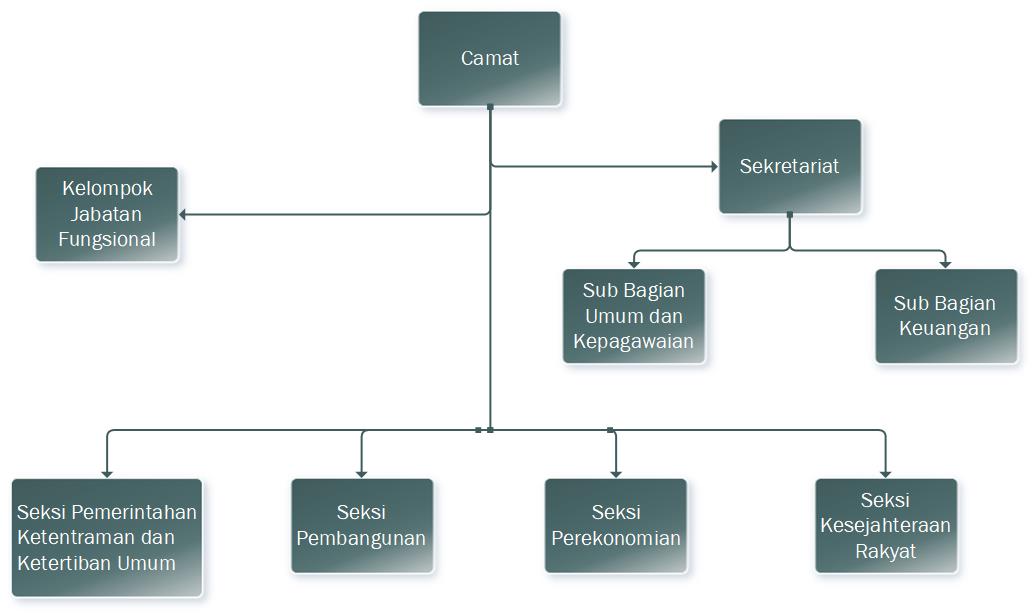 Camat
Sekretariat
Kelompok
Jabatan
Fungsional
Sub Bagian
Umum dan
Kepagawaian
Sub Bagian
Keuangan
Seksi Pemerintahan
Ketentraman dan
Ketertiban Umum
Seksi
Pembangunan
Seksi
Perekonomian
Seksi
Kesejahteraan
Rakyat